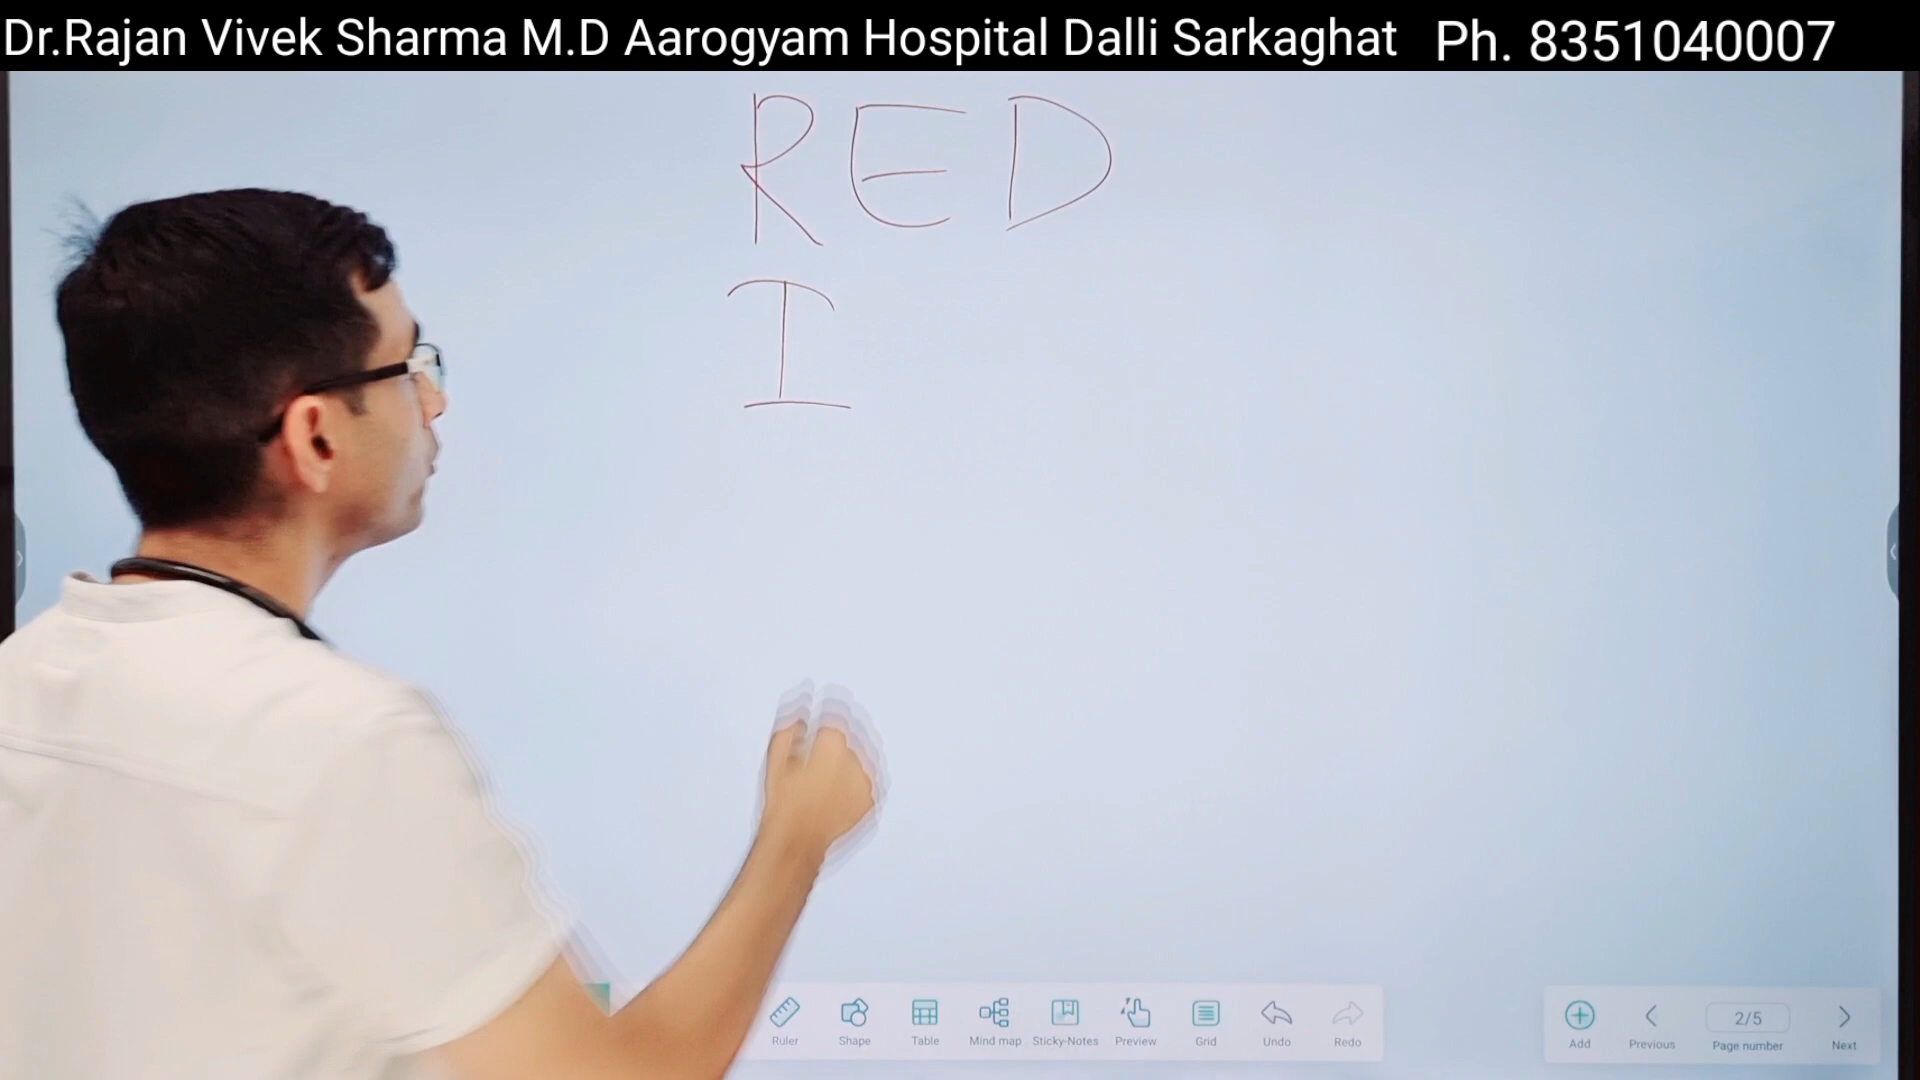 Dr.Rajan Vivek Sharma M.D Aarogyam Hospital Dalli Sarkaghat Ph. 8351040007
RED
I
Ruler Shape Table Mind map Sticky-Notes Preview Grid Undo Redo
Add Previous 2/5 Page number Next